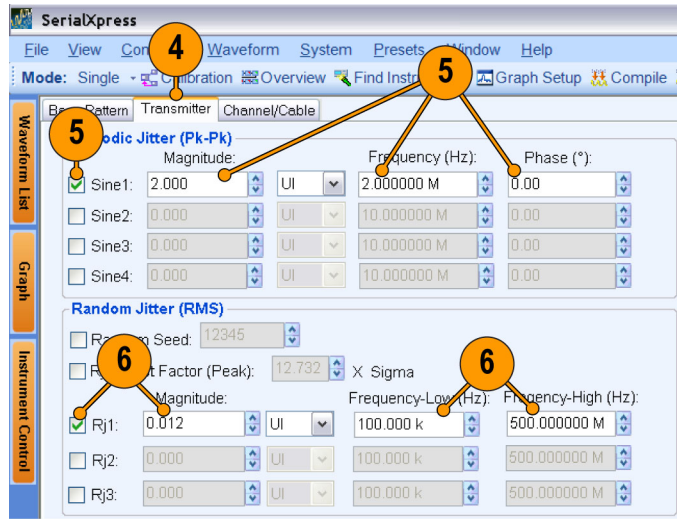 SerialXpress
File View Waveform System Presets Window Help
4
5
Mode: Single Calibration Overview Find Graph Setup Compile
Pattern Transmitter Channel/Cable
5
Jitter (Pk-Pk)
Magnitude: Frequency (Hz): Phase (°):
Sine1: 2.000 UI 2.000000 M 0.00
Sine2: 0.000 UI 10.000000 M 0.00
Sine3: 0.000 UI 10.000000 M 0.00
Sine4: 0.000 UI 10.000000 M 0.00
Random Jitter (RMS)
Seed: 12345
Factor (Peak): 12.732 X Sigma
6
6
Magnitude: Frequency-Low (Hz): Freqency-High (Hz):
Rj1: 0.012 UI 100.000 k 500.000000 M
Rj2: 0.000 UI 100.000 k 500.000000 M
Rj3: 0.000 UI 100.000 k 500.000000 M
Waveform List
Graph
Instrument Control